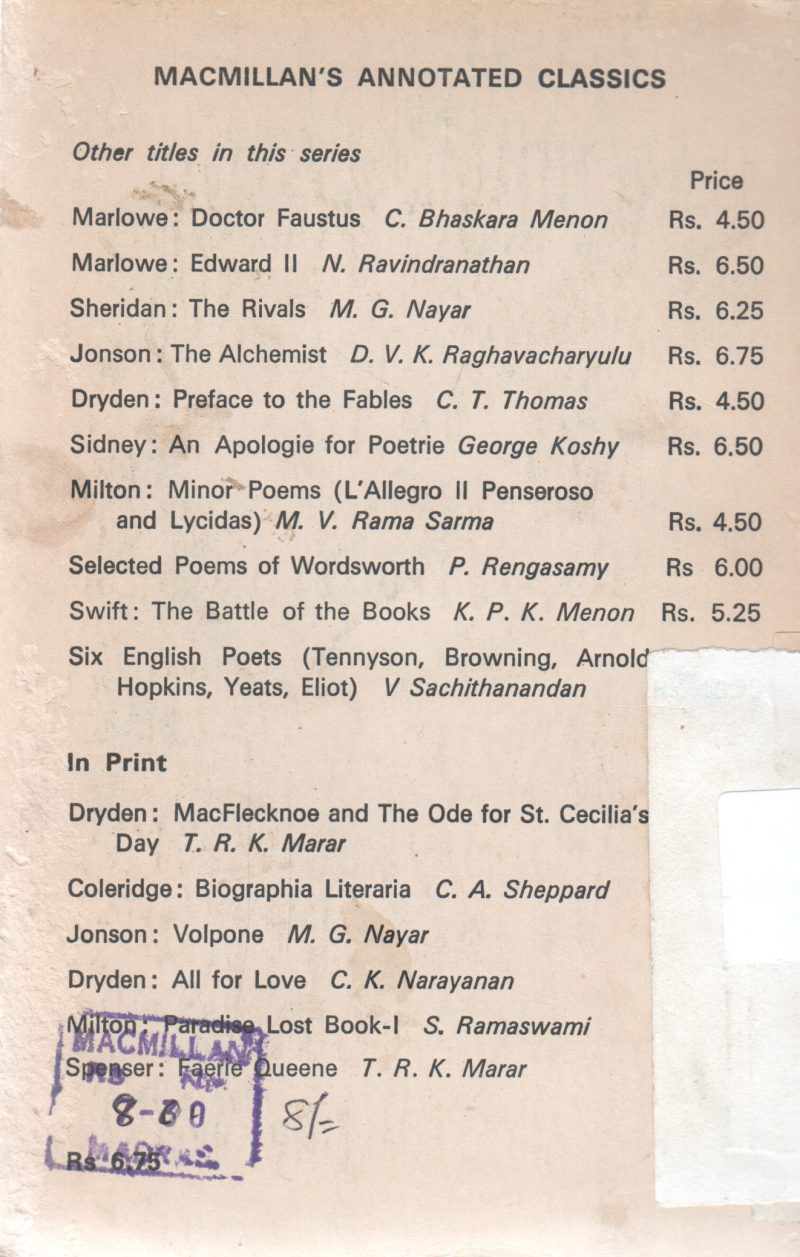 MACMILLAN'S ANNOTATED CLASSICS
Other titles in this series
Price
Marlowe: Doctor Faustus C. Bhaskara Menon Rs. 4.50
Marlowe: Edward II N. Ravindranathan Rs. 6.50
Sheridan: The Rivals M. G. Nayar Rs. 6.25
Jonson: The Alchemist D. V. K. Raghavacharyulu Rs. 6.75
Dryden: Preface to the Fables C. T. Thomas Rs. 4.50
Sidney: An Apologie for Poetrie George Koshy Rs. 6.50
Milton: Minor Poems (L'Allegro Il Penseroso
and Lycidas) M. V. Rama Sarma Rs. 4.50
Selected Poems of Wordsworth P. Rengasamy Rs 6.00
Swift: The Battle of the Books K. P. K. Menon Rs. 5.25
Six English Poets (Tennyson, Browning, Arnold
Hopkins, Yeats, Eliot) V Sachithanandan
In Print
Dryden: MacFlecknoe and The Ode for St. Cecilia's
Day T. R. K. Marar
Coleridge: Biographia Literaria C. A. Sheppard
Jonson: Volpone M. G. Nayar
Dryden: All for Love C. K. Narayanan
Milton: Paradise Lost Book-I S. Ramaswami
MACMILLAN
Spenser: Faerie Queene T. R. K. Marar
8/=
Rs 6.75